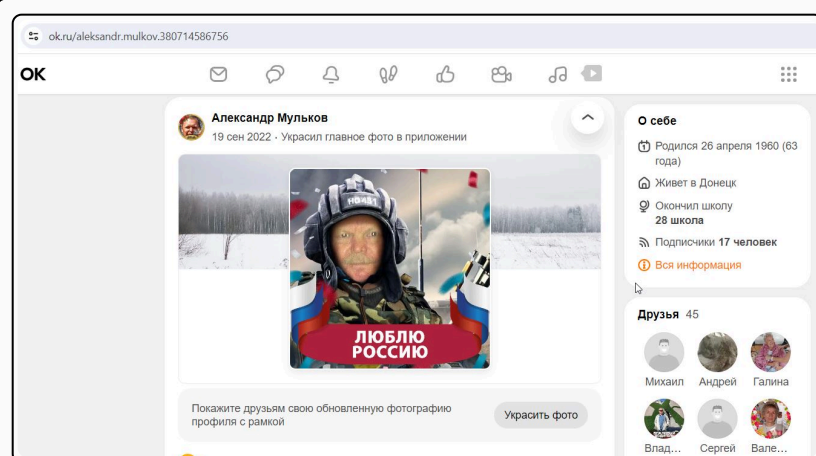 ok.ru/aleksandr.mulkov.380714586756
ОК
Александр Мульков
19 сен 2022 · Украсил главное фото в приложении
НФ451
ЛЮБЛЮ
РОССИЮ
Покажите друзьям свою обновленную фотографию
профиля с рамкой
Украсить фото
О себе
Родился 26 апреля 1960 (63
года)
Живет в Донецк
Окончил школу
28 школа
Подписчики 17 человек
Вся информация
Друзья 45
Михаил Андрей Галина
Влад... Сергей Вале...